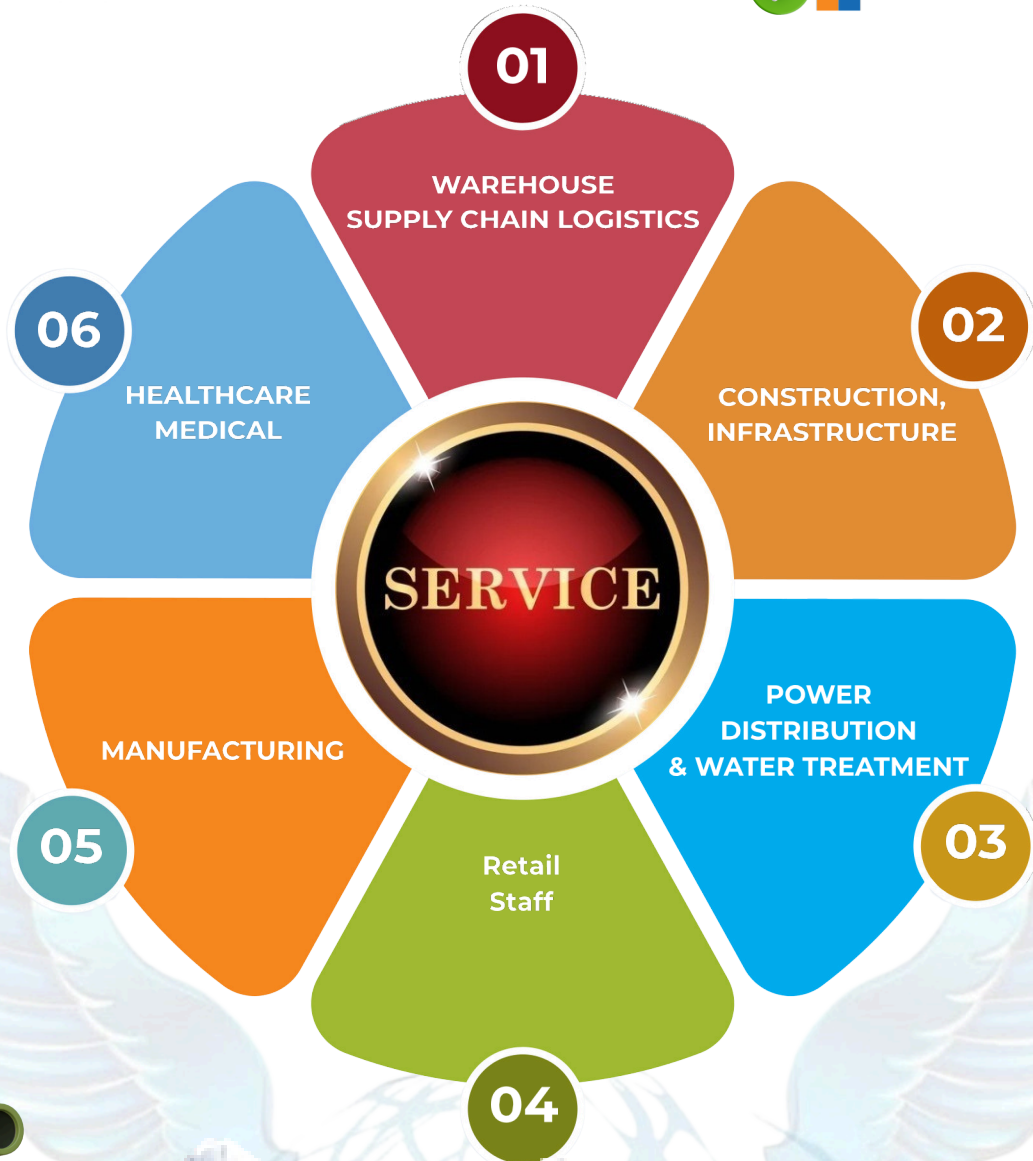 01
WAREHOUSE
SUPPLY CHAIN LOGISTICS
02
CONSTRUCTION,
INFRASTRUCTURE
03
POWER
DISTRIBUTION
& WATER TREATMENT
04
Retail
Staff
05
MANUFACTURING
06
HEALTHCARE
MEDICAL
SERVICE